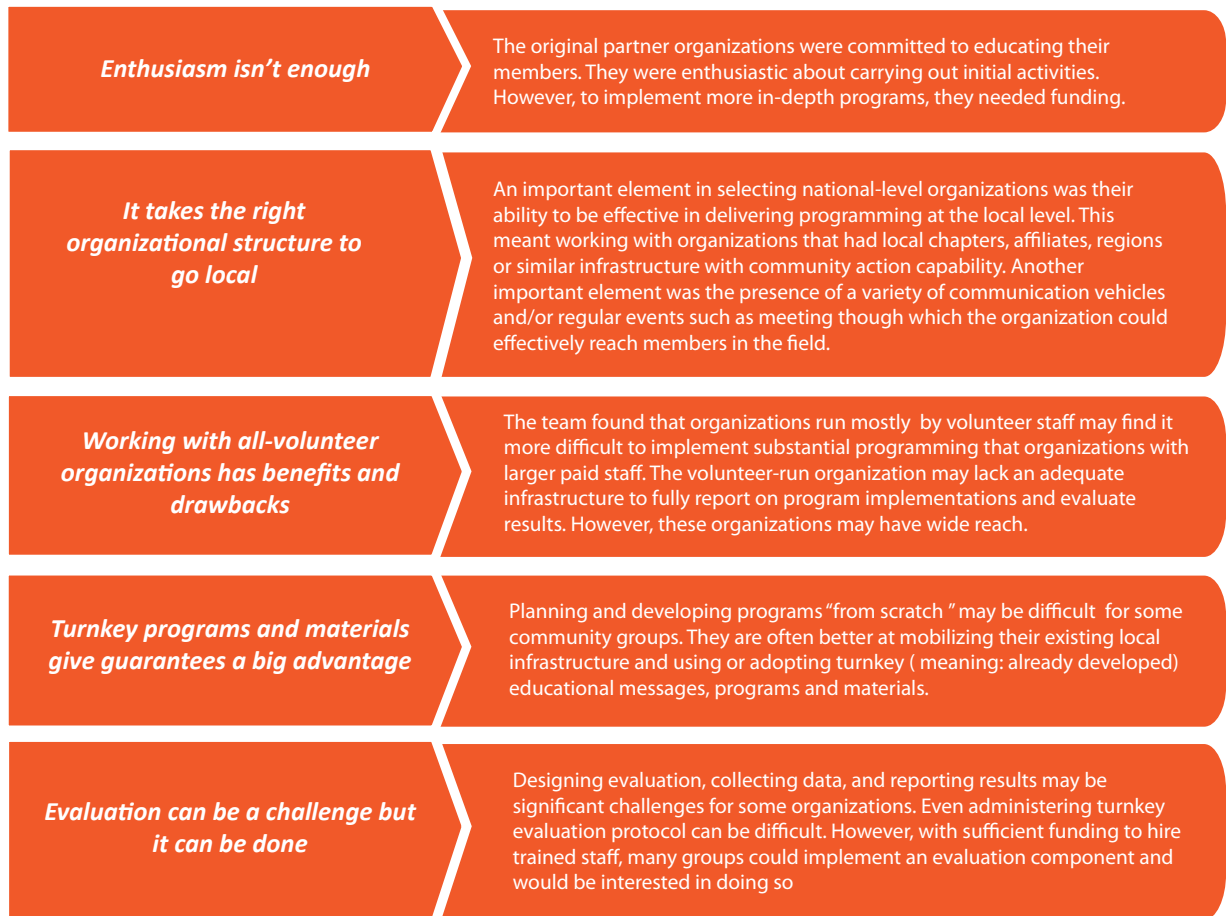 Enthusiasm isn't enough
The original partner organizations were committed to educating their
members. They were enthusiastic about carrying out initial activities.
However, to implement more in-depth programs, they needed funding.
It takes the right
organizational structure to
go local
An important element in selecting national-level organizations was their
ability to be effective in delivering programming at the local level. This
meant working with organizations that had local chapters, affiliates, regions
or similar infrastructure with community action capability. Another
important element was the presence of a variety of communication vehicles
and/or regular events such as meeting though which the organization could
effectively reach members in the field.
Working with all-volunteer
organizations has benefits and
drawbacks
The team found that organizations run mostly by volunteer staff may find it
more difficult to implement substantial programming that organizations with
larger paid staff. The volunteer-run organization may lack an adequate
infrastructure to fully report on program implementations and evaluate
results. However, these organizations may have wide reach.
Turnkey programs and materials
give guarantees a big advantage
Planning and developing programs “from scratch ” may be difficult for some
community groups. They are often better at mobilizing their existing local
infrastructure and using or adopting turnkey ( meaning: already developed)
educational messages, programs and materials.
Evaluation can be a challenge but
it can be done
Designing evaluation, collecting data, and reporting results may be
significant challenges for some organizations. Even administering turnkey
evaluation protocol can be difficult. However, with sufficient funding to hire
trained staff, many groups could implement an evaluation component and
would be interested in doing so